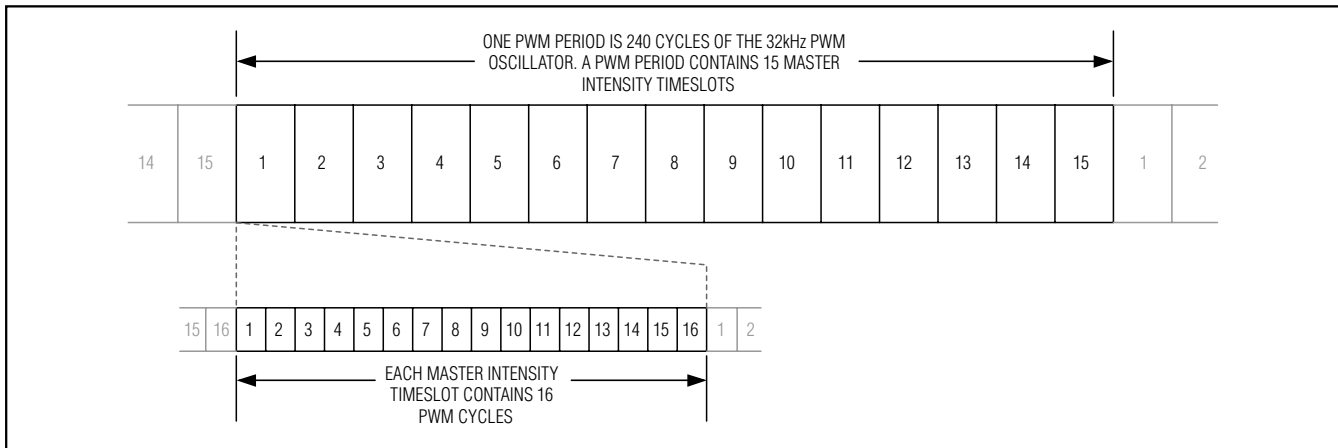 ONE PWM PERIOD IS 240 CYCLES OF THE 32kHz PWM
OSCILLATOR. A PWM PERIOD CONTAINS 15 MASTER
INTENSITY TIMESLOTS
14 15 1 2 3 4 5 6 7 8 9 10 11 12 13 14 15 1 2
15 16 1 2 3 4 5 6 7 8 9 10 11 12 13 14 15 16 1 2
EACH MASTER INTENSITY
TIMESLOT CONTAINS 16
PWM CYCLES